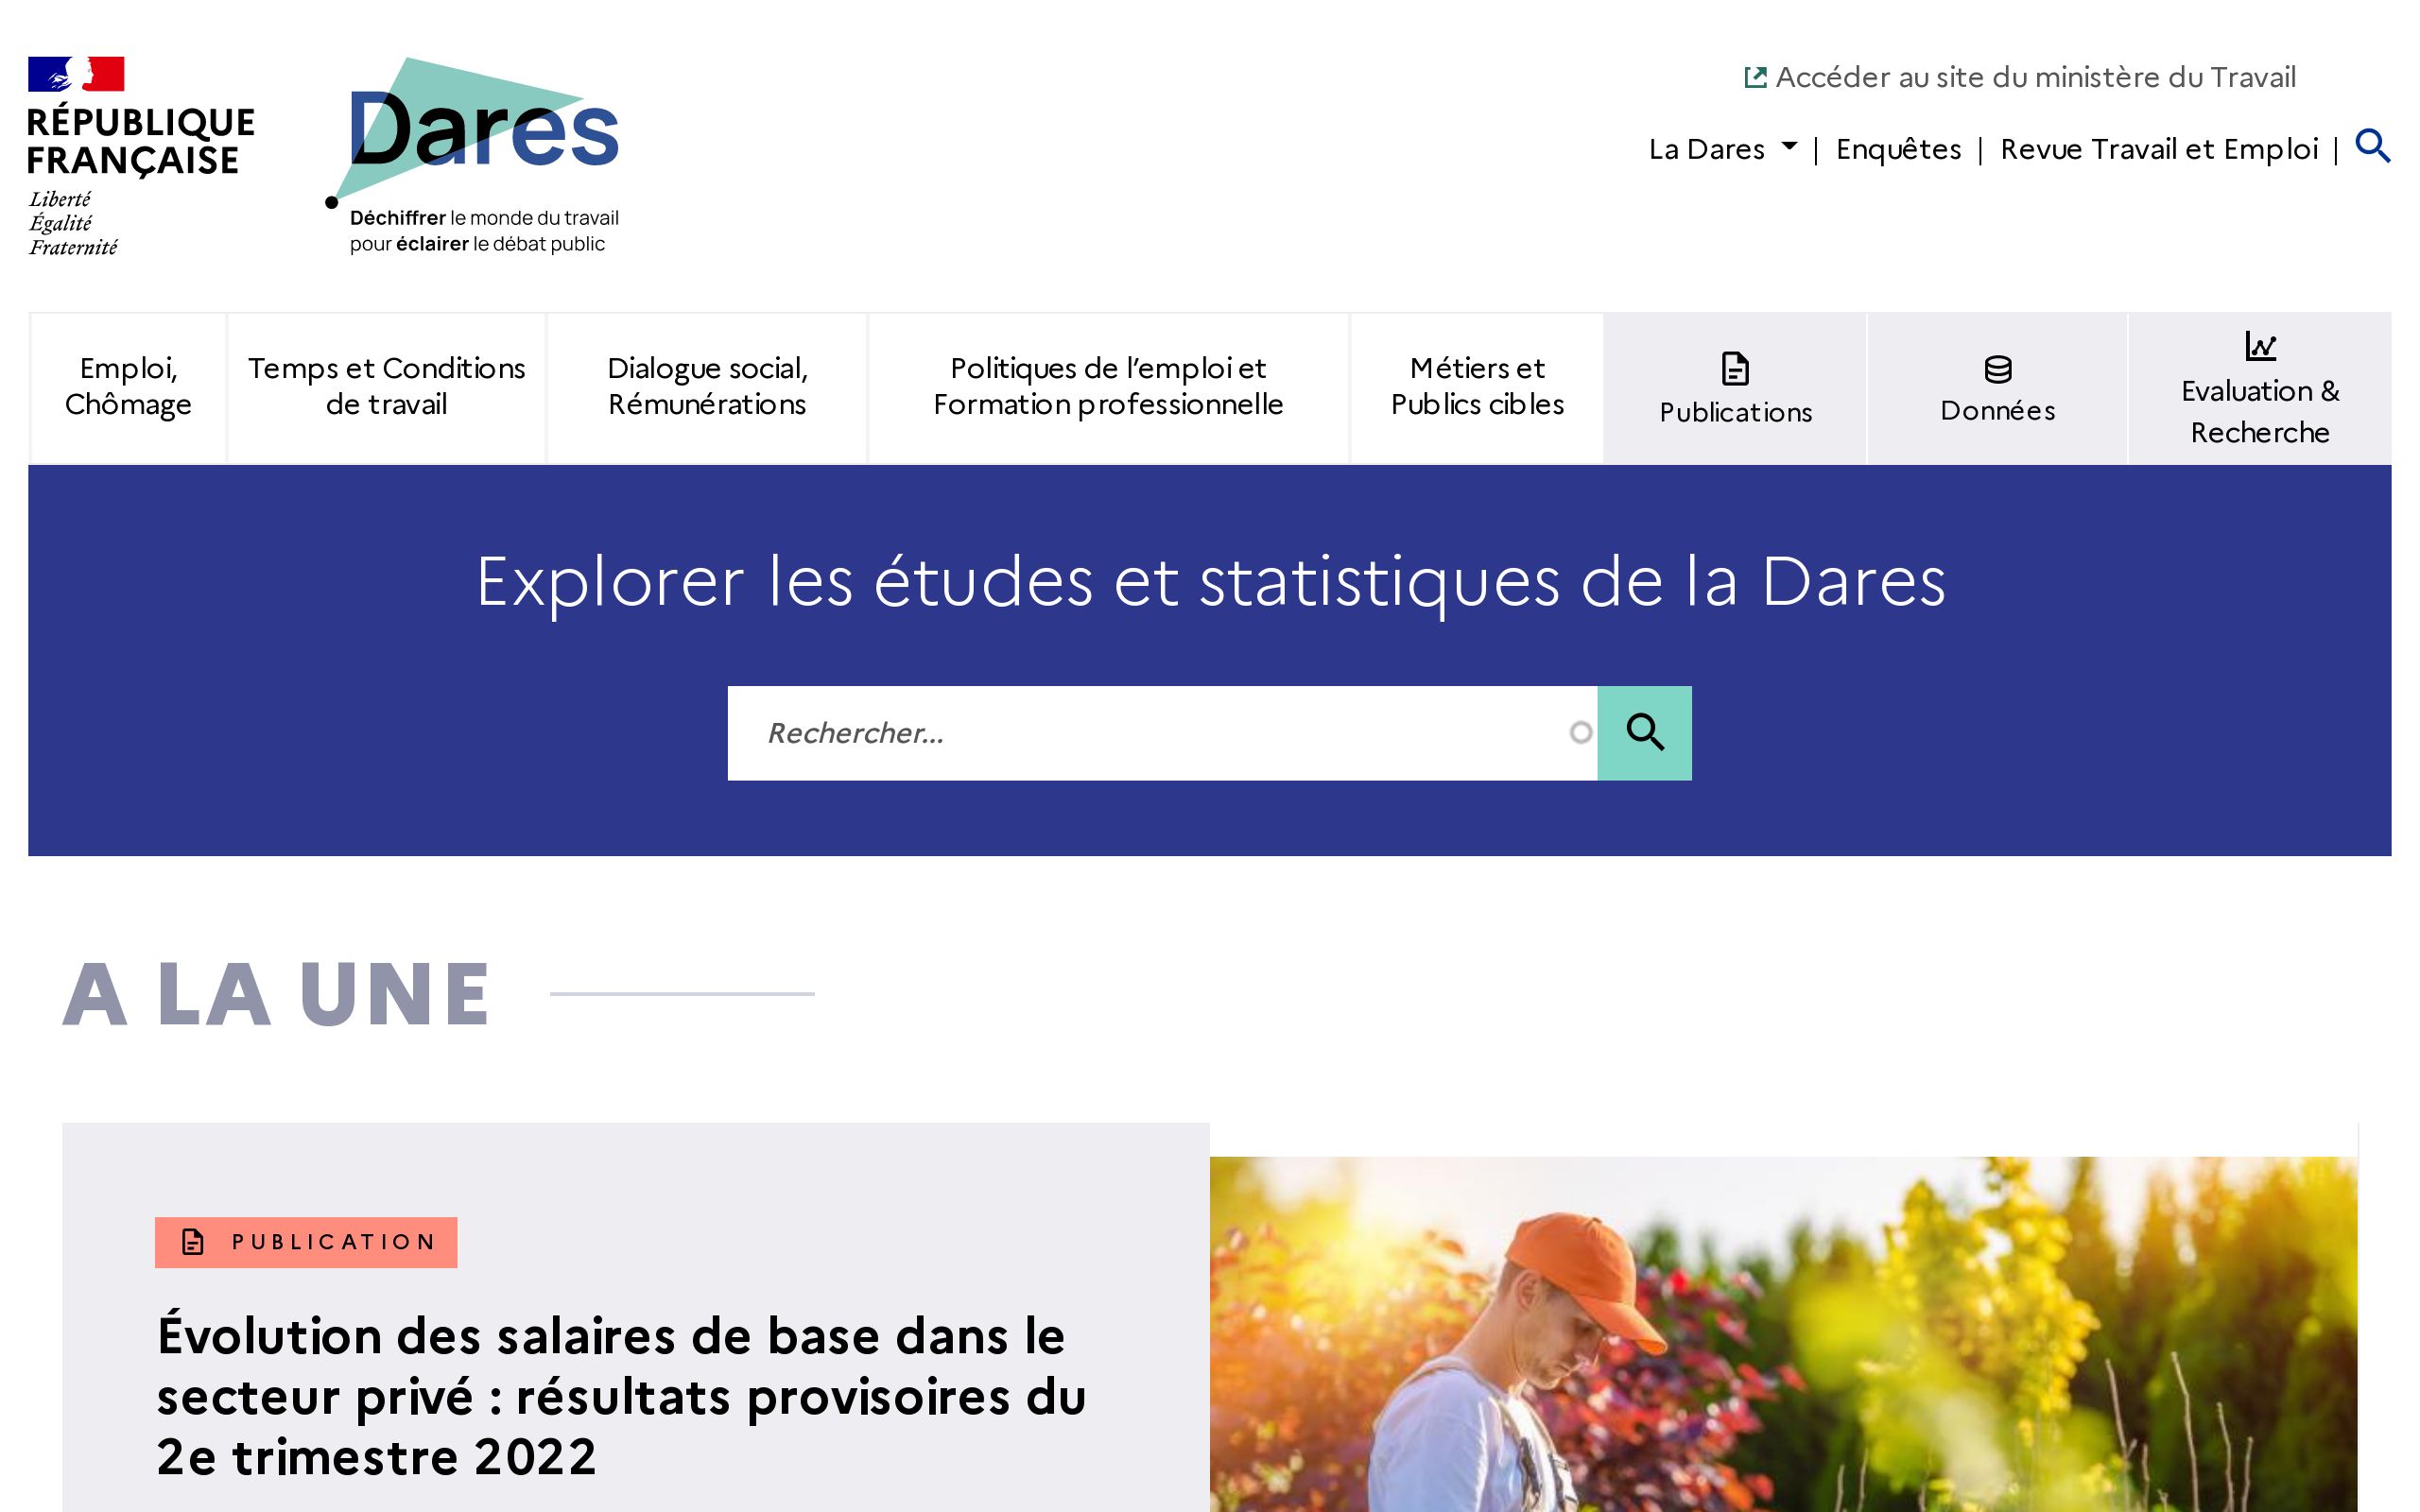 RÉPUBLIQUE
FRANÇAISE
Liberté
Égalité
Fraternité
Dares
Déchiffrer le monde du travail
pour éclairer le débat public
Accéder au site du ministère du Travail
La Dares | Enquêtes | Revue Travail et Emploi |
Emploi,
Chômage
Temps et Conditions
de travail
Dialogue social,
Rémunérations
Politiques de l’emploi et
Formation professionnelle
Métiers et
Publics cibles
Publications
Données
Evaluation &
Recherche
Explorer les études et statistiques de la Dares
Rechercher...
A LA UNE
PUBLICATION
Évolution des salaires de base dans le
secteur privé : résultats provisoires du
2e trimestre 2022